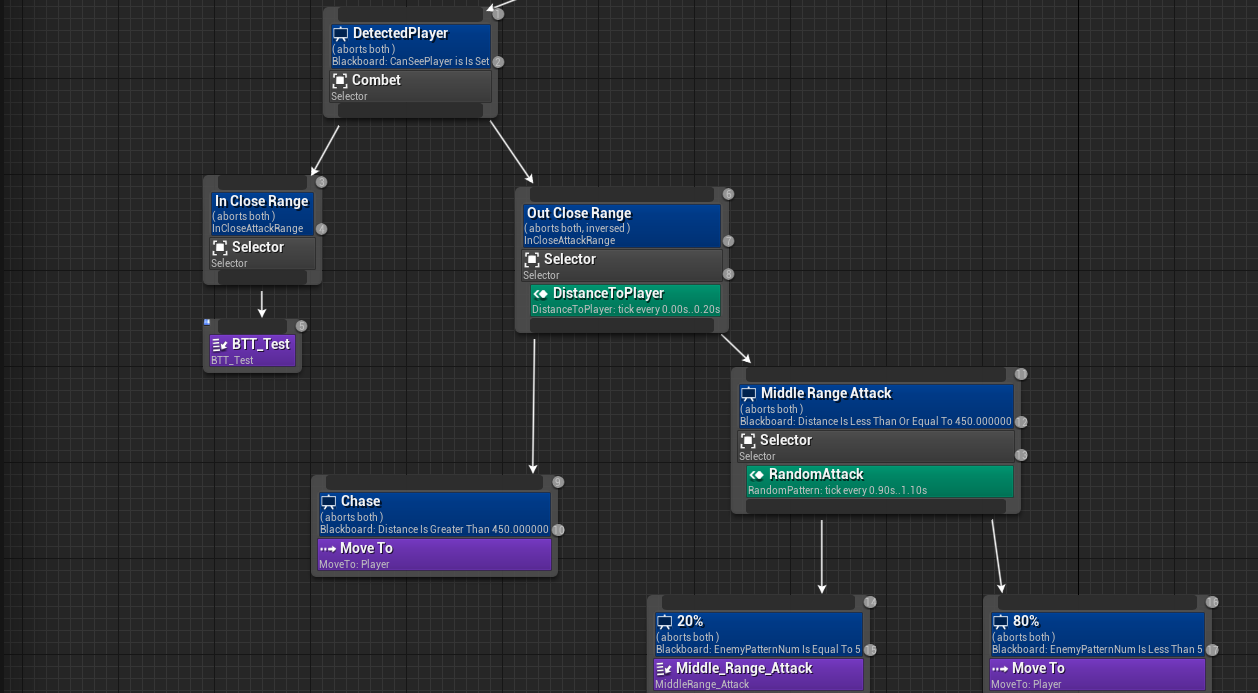 1
DetectedPlayer
( aborts both )
Blackboard: CanSeePlayer is Is Set
2
Combet
Selector
3
In Close Range
( aborts both )
InCloseAttackRange
4
Selector
Selector
5
BTT_Test
BTT_Test
6
Out Close Range
( aborts both, inversed )
InCloseAttackRange
7
Selector
Selector
8
DistanceToPlayer
DistanceToPlayer: tick every 0.00s..0.20s
9
Chase
( aborts both )
Blackboard: Distance Is Greater Than 450.000000
10
Move To
MoveTo: Player
11
Middle Range Attack
( aborts both )
Blackboard: Distance Is Less Than Or Equal To 450.000000
12
Selector
Selector
13
RandomAttack
RandomPattern: tick every 0.90s..1.10s
14
20%
( aborts both )
Blackboard: EnemyPatternNum Is Equal To 5
15
Middle_Range_Attack
MiddleRange_Attack
16
80%
( aborts both )
Blackboard: EnemyPatternNum Is Less Than 5
17
Move To
MoveTo: Player